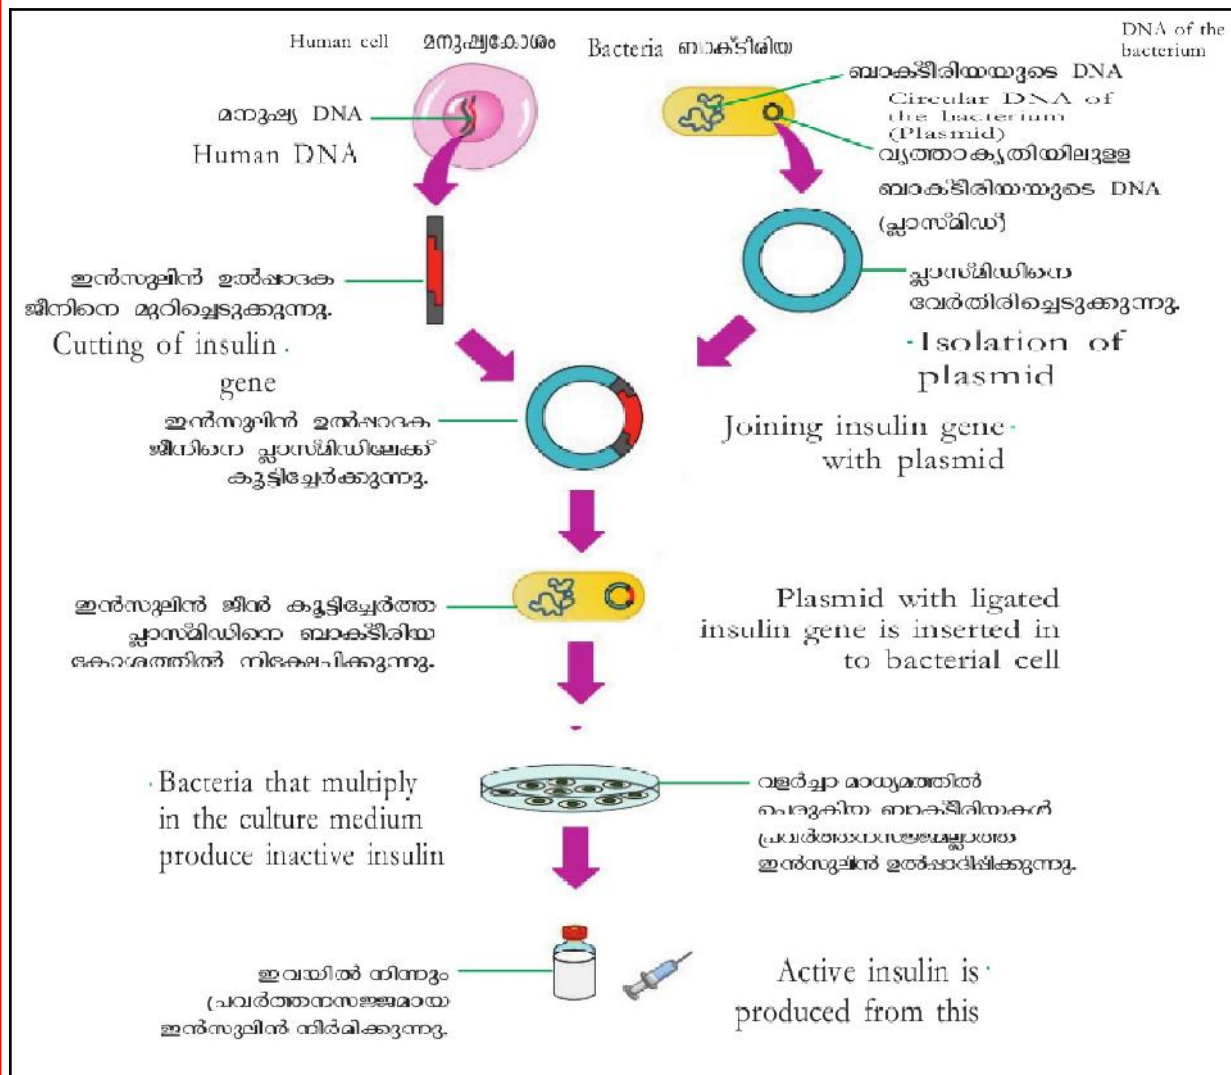 Human cell
മനുഷ്യകോശം
Bacteria ബാക്ടീരിയ
DNA of the
bacterium
ബാക്ടീരിയയുടെ DNA
Circular DNA of
the bacterium
(Plasmid)
വൃത്താകൃതിയിലുള്ള
ബാക്ടീരിയയുടെ DNA
(പ്ലാസ്മിഡ്)
മനുഷ്യ DNA
Human DNA
ഇൻസുലിൻ ഉൽപ്പാദക
ജീനിനെ മുറിച്ചെടുക്കുന്നു.
Cutting of insulin
gene
പ്ലാസ്മിഡിനെ
വേർതിരിച്ചെടുക്കുന്നു.
Isolation of
plasmid
ഇൻസുലിൻ ഉൽപ്പാദക
ജീനിനെ പ്ലാസ്മിഡിലേക്ക്
കൂട്ടിച്ചേർക്കുന്നു.
Joining insulin gene
with plasmid
ഇൻസുലിൻ ജീൻ കൂട്ടിച്ചേർത്ത
പ്ലാസ്മിഡിനെ ബാക്ടീരിയ
കോശത്തിൽ നിക്ഷേപിക്കുന്നു.
Plasmid with ligated
insulin gene is inserted in
to bacterial cell
Bacteria that multiply
in the culture medium
produce inactive insulin
വളർച്ചാ മാധ്യമത്തിൽ
പെരുകിയ ബാക്ടീരിയകൾ
പ്രവർത്തനസജ്ജമല്ലാത്ത
ഇൻസുലിൻ ഉൽപ്പാദിപ്പിക്കുന്നു.
ഇവയിൽ നിന്നും
പ്രവർത്തനസജ്ജമായ
ഇൻസുലിൻ നിർമിക്കുന്നു.
Active insulin is
produced from this